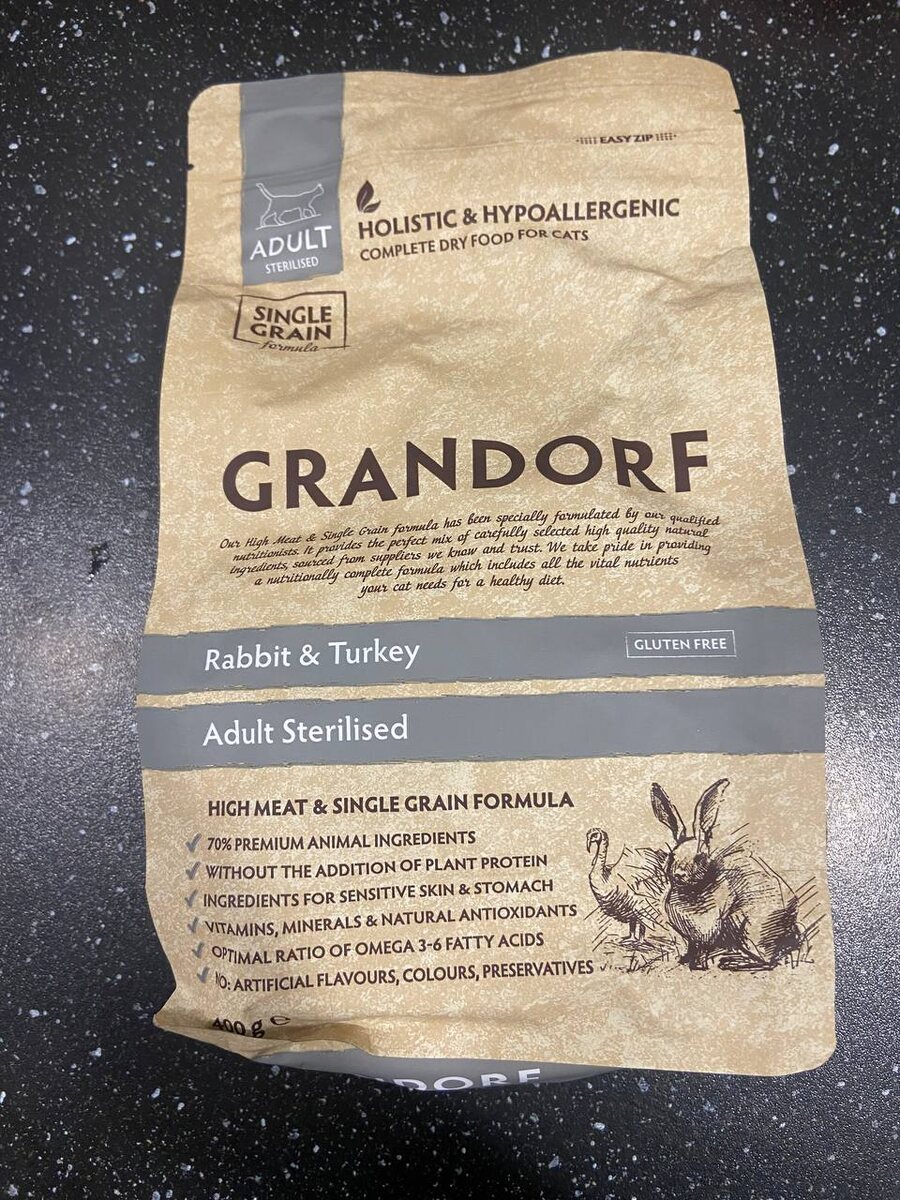 EASY ZIP
HOLISTIC & HYPOALLERGENIC
COMPLETE DRY FOOD FOR CATS
ADULT
STERILISED
SINGLE
GRAIN
formula
GRANDORF
Our High Meat & Single Grain formula has been specially formulated by our qualified
nutritionists. It provides the perfect mix of carefully selected high quality natural
ingredients, sourced from suppliers we know and trust. We take pride in providing
a nutritionally complete formula which includes all the vital nutrients
your cat needs for a healthy diet.
Rabbit & Turkey
GLUTEN FREE
Adult Sterilised
HIGH MEAT & SINGLE GRAIN FORMULA
70% PREMIUM ANIMAL INGREDIENTS
WITHOUT THE ADDITION OF PLANT PROTEIN
INGREDIENTS FOR SENSITIVE SKIN & STOMACH
VITAMINS, MINERALS & NATURAL ANTIOXIDANTS
OPTIMAL RATIO OF OMEGA 3-6 FATTY ACIDS
NO: ARTIFICIAL FLAVOURS, COLOURS, PRESERVATIVES
400 g ℮
DORF